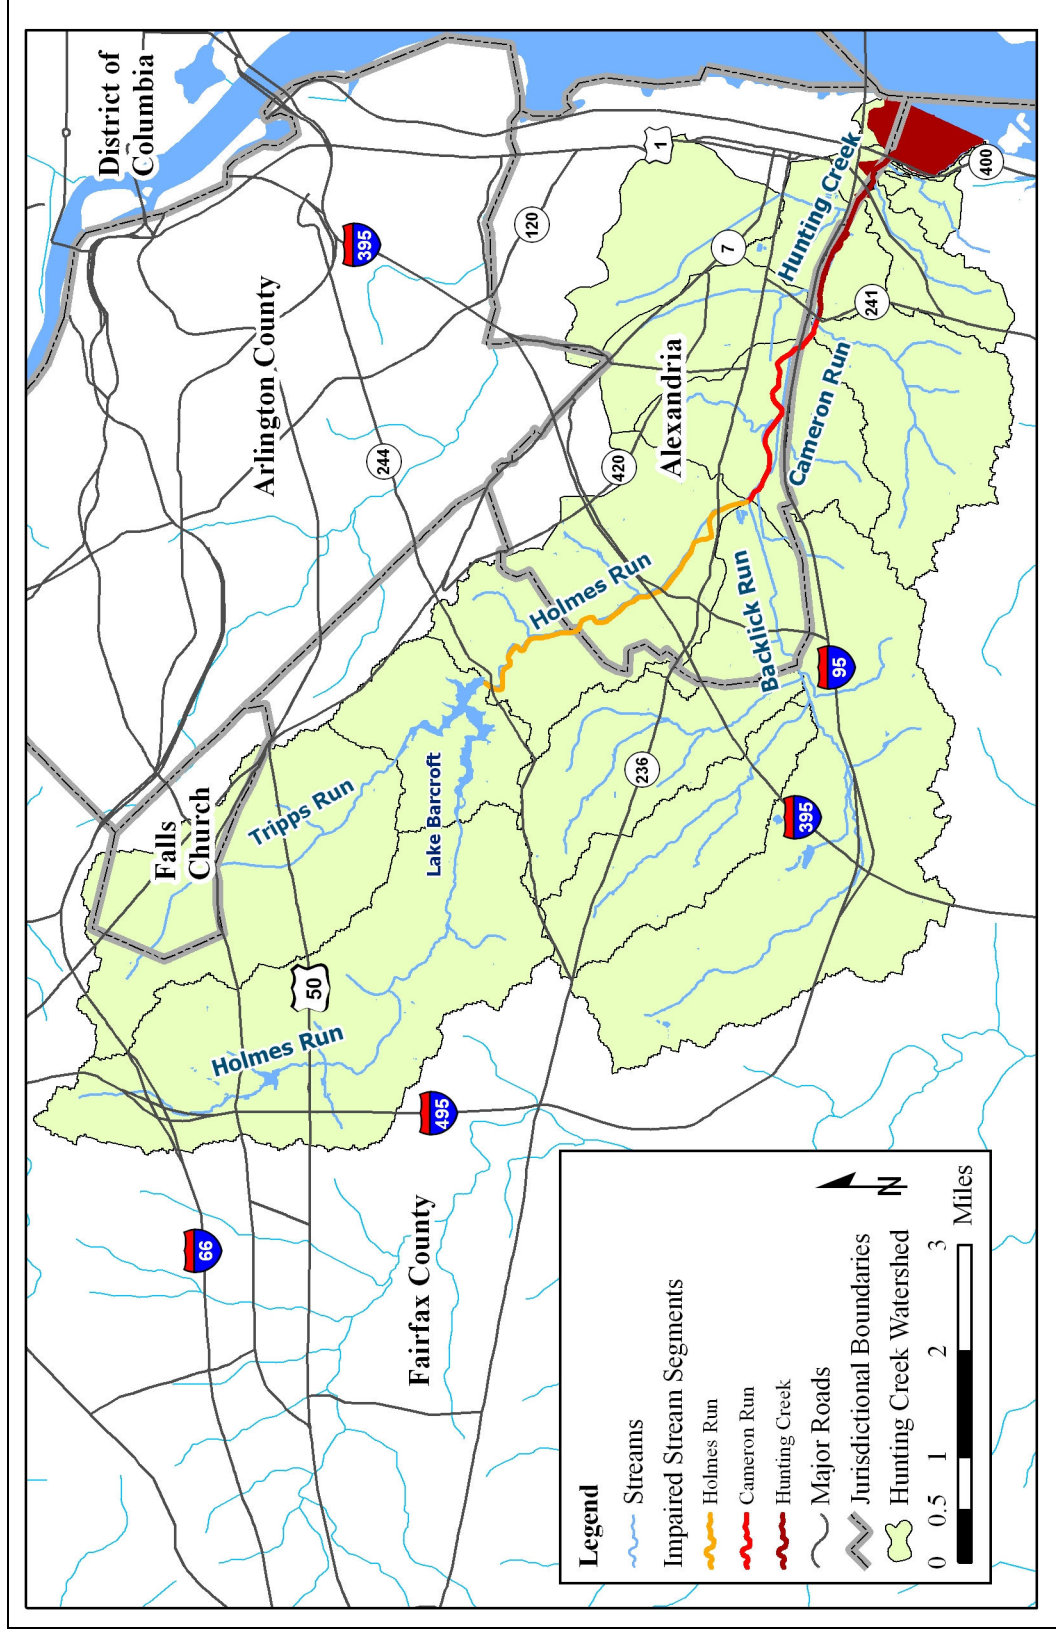 District of
Columbia
Arlington County
Falls
Church
Alexandria
Fairfax County
Holmes Run
Tripps Run
Lake Barcroft
Holmes Run
Backlick Run
Cameron Run
Hunting Creek
66
495
50
244
395
120
1
7
420
236
395
95
241
400
Legend
Streams
Impaired Stream Segments
Holmes Run
Cameron Run
Hunting Creek
Major Roads
Jurisdictional Boundaries
Hunting Creek Watershed
0 0.5 1 2 3
Miles
N